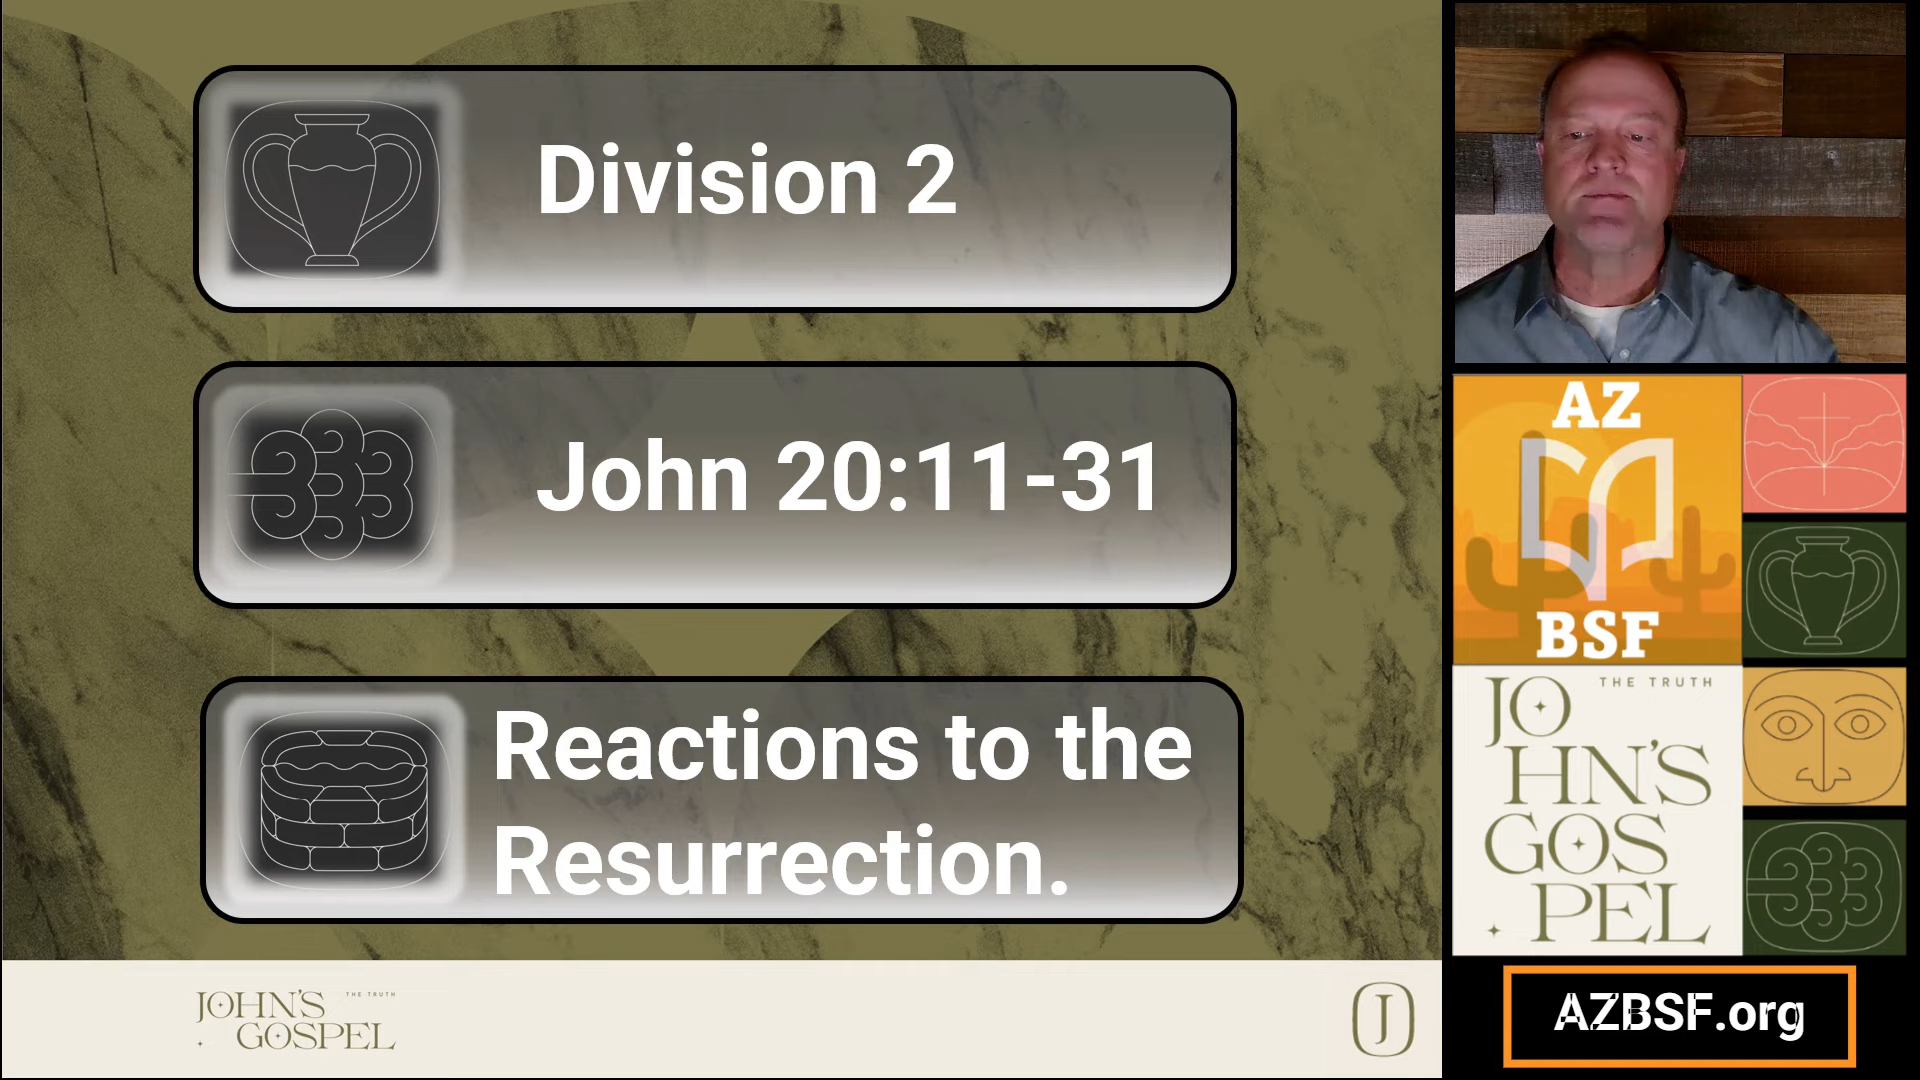 Division 2
John 20:11-31
Reactions to the
Resurrection.
JOHN'S THE TRUTH
GOSPEL
J
AZ
BSF
THE TRUTH
JO
HN'S
GOS
PEL
AZBSF.org